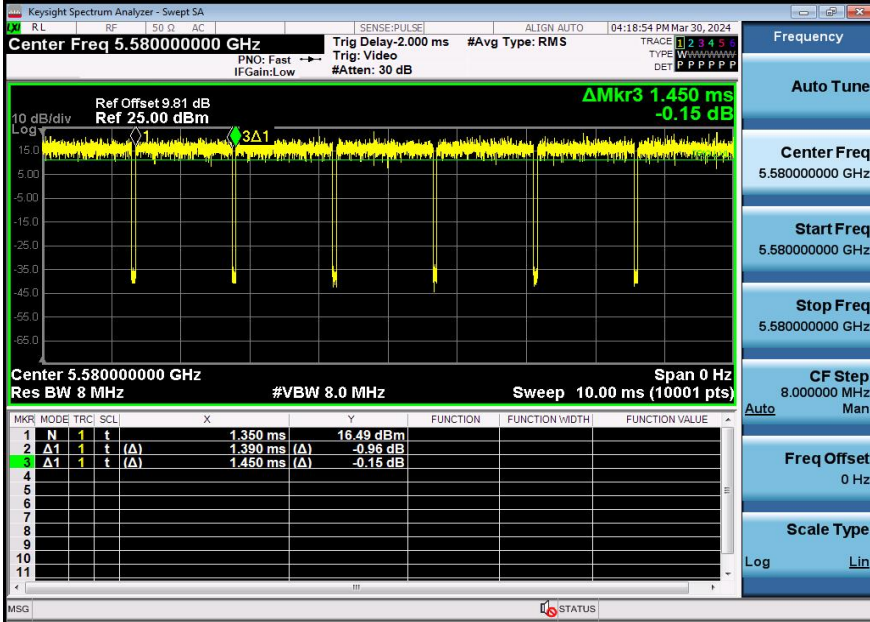 Keysight Spectrum Analyzer - Swept SA
RL RF 50 Ω AC SENSE:PULSE ALIGN AUTO 04:18:54 PM Mar 30, 2024
Center Freq 5.580000000 GHz
PNO: Fast
IFGain:Low
Trig Delay-2.000 ms
Trig: Video
#Atten: 30 dB
#Avg Type: RMS
TRACE 1 2 3 4 5 6
TYPE WWWWWW
DET P P P P P P
Ref Offset 9.81 dB
10 dB/div Ref 25.00 dBm
Log
ΔMkr3 1.450 ms
-0.15 dB
1
3Δ1
15.0
5.00
-5.00
-15.0
-25.0
-35.0
-45.0
-55.0
-65.0
Center 5.580000000 GHz Span 0 Hz
Res BW 8 MHz #VBW 8.0 MHz Sweep 10.00 ms (10001 pts)
MKR MODE TRC SCL X Y FUNCTION FUNCTION WIDTH FUNCTION VALUE
1 N 1 t 1.350 ms 16.49 dBm
2 Δ1 1 t (Δ) 1.390 ms (Δ) -0.96 dB
3 Δ1 1 t (Δ) 1.450 ms (Δ) -0.15 dB
4
5
6
7
8
9
10
11
MSG STATUS
Frequency
Auto Tune
Center Freq
5.580000000 GHz
Start Freq
5.580000000 GHz
Stop Freq
5.580000000 GHz
CF Step
8.000000 MHz
Auto Man
Freq Offset
0 Hz
Scale Type
Log Lin